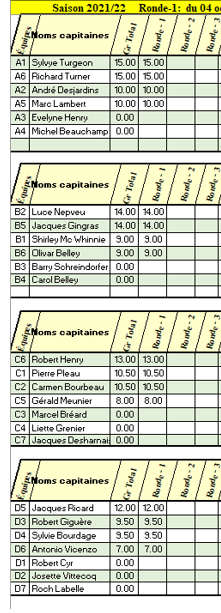 Saison 2021/22 Ronde-1: du 04 oc
Équipes Noms capitaines Gr Total Ronde - 1 Ronde - 2 Ronde - 3
A1 Sylvye Turgeon 15.00 15.00
A6 Richard Turner 15.00 15.00
A2 André Desjardins 10.00 10.00
A5 Marc Lambert 10.00 10.00
A3 Evelyne Henry 0.00
A4 Michel Beauchamp 0.00
Équipes Noms capitaines Gr Total Ronde - 1 Ronde - 2 Ronde - 3
B2 Luce Nepveu 14.00 14.00
B5 Jacques Gingras 14.00 14.00
B1 Shirley Mc Whinnie 9.00 9.00
B6 Olivar Belley 9.00 9.00
B3 Barry Schreindorfer 0.00
B4 Carol Belley 0.00
Équipes Noms capitaines Gr Total Ronde - 1 Ronde - 2 Ronde - 3
C6 Robert Henry 13.00 13.00
C1 Pierre Pleau 10.50 10.50
C2 Carmen Bourbeau 10.50 10.50
C5 Gérald Meunier 8.00 8.00
C3 Marcel Bréard 0.00
C4 Liette Grenier 0.00
C7 Jacques Desharnai 0.00
Équipes Noms capitaines Gr Total Ronde - 1 Ronde - 2 Ronde - 3
D5 Jacques Ricard 12.00 12.00
D3 Robert Giguère 9.50 9.50
D4 Sylvie Bourdage 9.50 9.50
D6 Antonio Vicenzo 7.00 7.00
D1 Robert Cyr 0.00
D2 Josette Vittecoq 0.00
D7 Roch Labelle 0.00